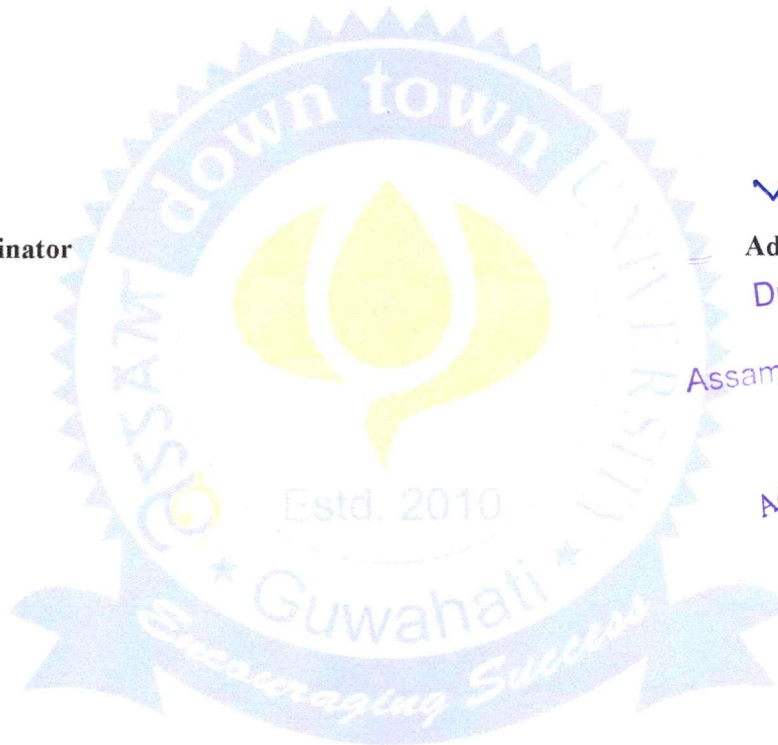 down town
ASSAM
UNIVERSITY
inator
Ad
Assam
Estd. 2010
Guwahati
Encouraging Success